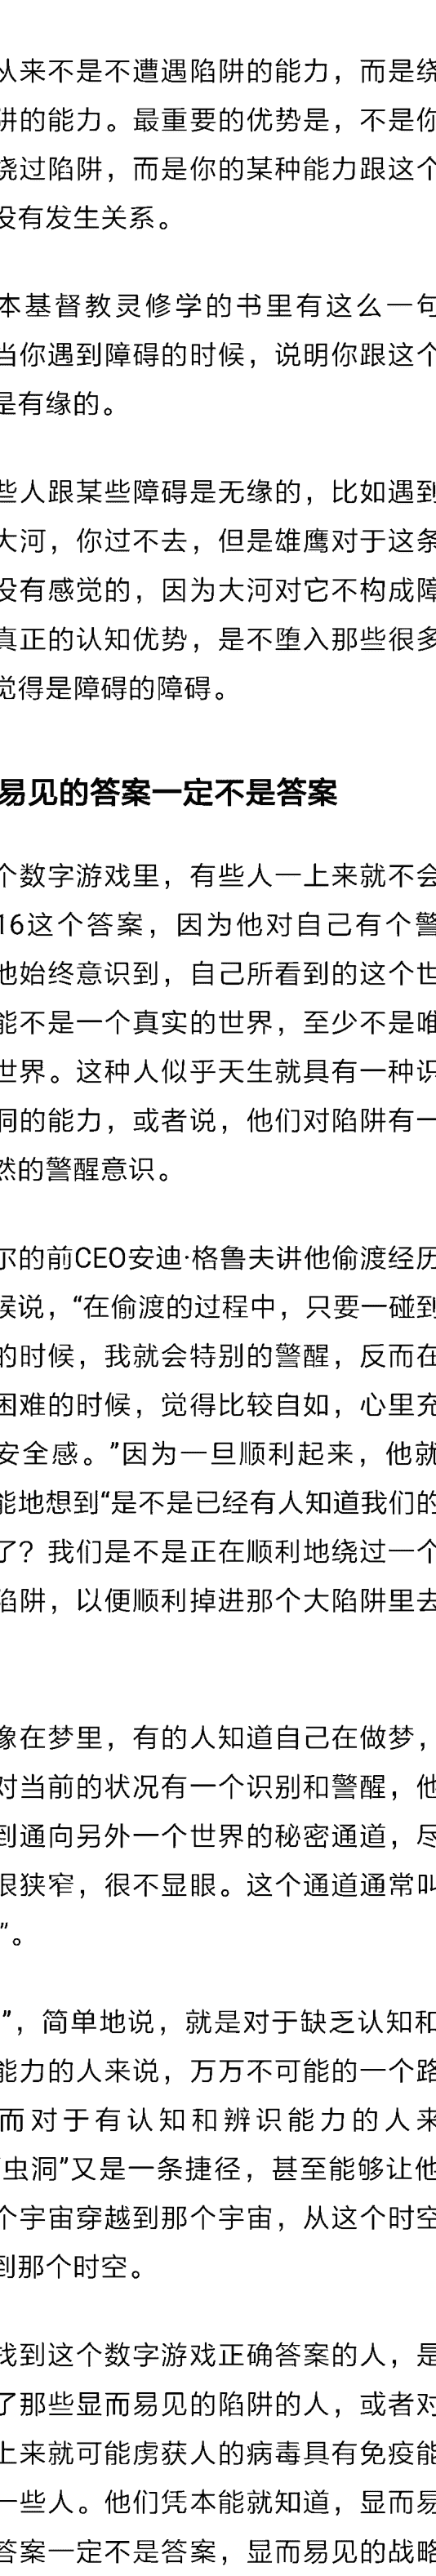 从来不是不遭遇陷阱的能力，而是绕
阱的能力。最重要的优势是，不是你
绕过陷阱，而是你的某种能力跟这个
没有发生关系。
本基督教灵修学的书里有这么一句
当你遇到障碍的时候，说明你跟这个
是有缘的。
些人跟某些障碍是无缘的，比如遇到
大河，你过不去，但是雄鹰对于这条
没有感觉的，因为大河对它不构成障
真正的认知优势，是不堕入那些很多
觉得是障碍的障碍。
易见的答案一定不是答案
个数字游戏里，有些人一上来就不会
16这个答案，因为他对自己有个警
他始终意识到，自己所看到的这个世
能不是一个真实的世界，至少不是唯
世界。这种人似乎天生就具有一种识
洞的能力，或者说，他们对陷阱有一
然的警醒意识。
尔的前CEO安迪·格鲁夫讲他偷渡经历
候说，“在偷渡的过程中，只要一碰到
的时候，我就会特别的警醒，反而在
困难的时候，觉得比较自如，心里充
安全感。”因为一旦顺利起来，他就
能地想到“是不是已经有人知道我们的
了？我们是不是正在顺利地绕过一个
陷阱，以便顺利掉进那个大陷阱里去
像在梦里，有的人知道自己在做梦，
对当前的状况有一个识别和警醒，他
到通向另外一个世界的秘密通道，尽
很狭窄，很不显眼。这个通道通常叫
”。
”，简单地说，就是对于缺乏认知和
能力的人来说，万万不可能的一个路
而对于有认知和辨识能力的人来
虫洞”又是一条捷径，甚至能够让他
个宇宙穿越到那个宇宙，从这个时空
到那个时空。
找到这个数字游戏正确答案的人，是
了那些显而易见的陷阱的人，或者对
上来就可能虏获人的病毒具有免疫能
一些人。他们凭本能就知道，显而易
答案一定不是答案，显而易见的战略